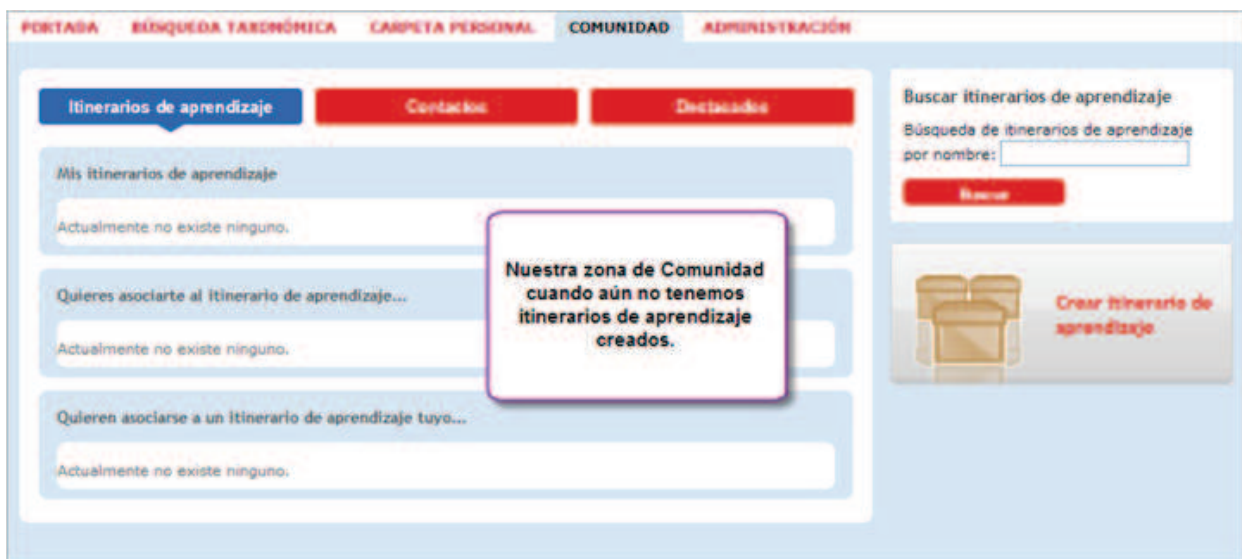 PORTADA BÚSQUEDA TAXONÓMICA CARPETA PERSONAL COMUNIDAD ADMINISTRACIÓN
Itinerarios de aprendizaje Contactos Destacados
Mis itinerarios de aprendizaje
Actualmente no existe ninguno.
Quieres asociarte al itinerario de aprendizaje...
Actualmente no existe ninguno.
Quieren asociarse a un itinerario de aprendizaje tuyo...
Actualmente no existe ninguno.
Nuestra zona de Comunidad
cuando aún no tenemos
itinerarios de aprendizaje
creados.
Buscar itinerarios de aprendizaje
Búsqueda de itinerarios de aprendizaje
por nombre:
Buscar
Crear itinerario de
aprendizaje